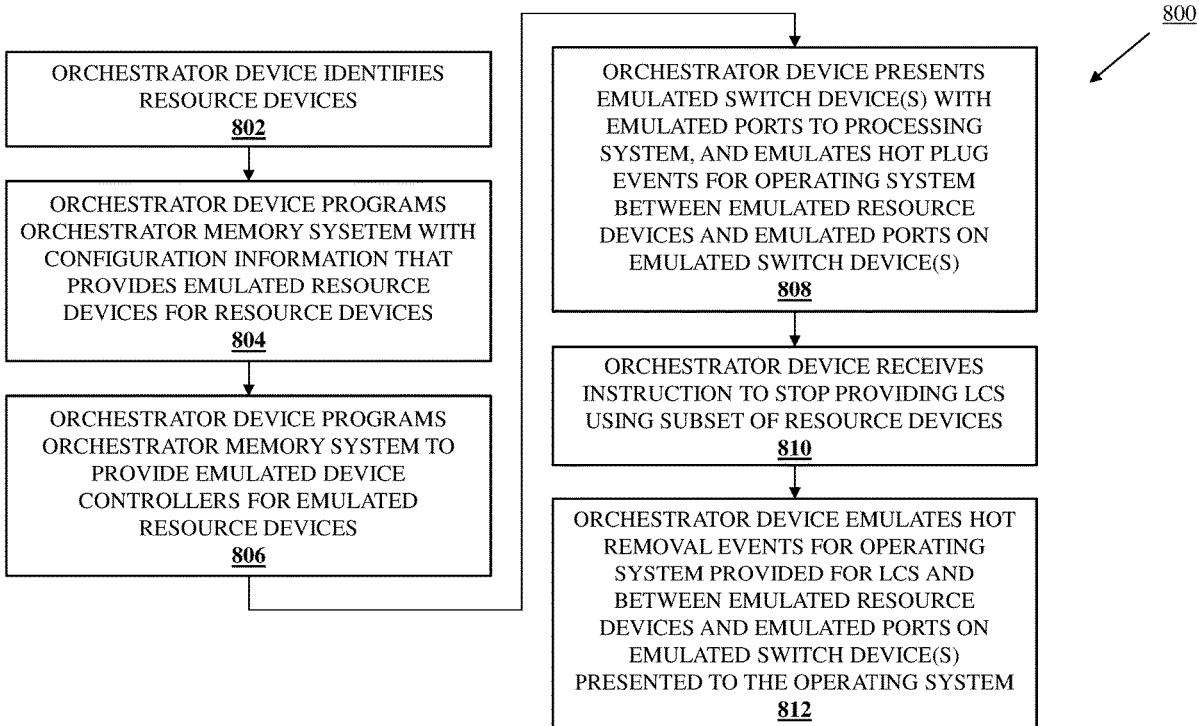 800
ORCHESTRATOR DEVICE IDENTIFIES
RESOURCE DEVICES
802
ORCHESTRATOR DEVICE PROGRAMS
ORCHESTRATOR MEMORY SYSETEM WITH
CONFIGURATION INFORMATION THAT
PROVIDES EMULATED RESOURCE
DEVICES FOR RESOURCE DEVICES
804
ORCHESTRATOR DEVICE PROGRAMS
ORCHESTRATOR MEMORY SYSTEM TO
PROVIDE EMULATED DEVICE
CONTROLLERS FOR EMULATED
RESOURCE DEVICES
806
ORCHESTRATOR DEVICE PRESENTS
EMULATED SWITCH DEVICE(S) WITH
EMULATED PORTS TO PROCESSING
SYSTEM, AND EMULATES HOT PLUG
EVENTS FOR OPERATING SYSTEM
BETWEEN EMULATED RESOURCE
DEVICES AND EMULATED PORTS ON
EMULATED SWITCH DEVICE(S)
808
ORCHESTRATOR DEVICE RECEIVES
INSTRUCTION TO STOP PROVIDING LCS
USING SUBSET OF RESOURCE DEVICES
810
ORCHESTRATOR DEVICE EMULATES HOT
REMOVAL EVENTS FOR OPERATING
SYSTEM PROVIDED FOR LCS AND
BETWEEN EMULATED RESOURCE
DEVICES AND EMULATED PORTS ON
EMULATED SWITCH DEVICE(S)
PRESENTED TO THE OPERATING SYSTEM
812